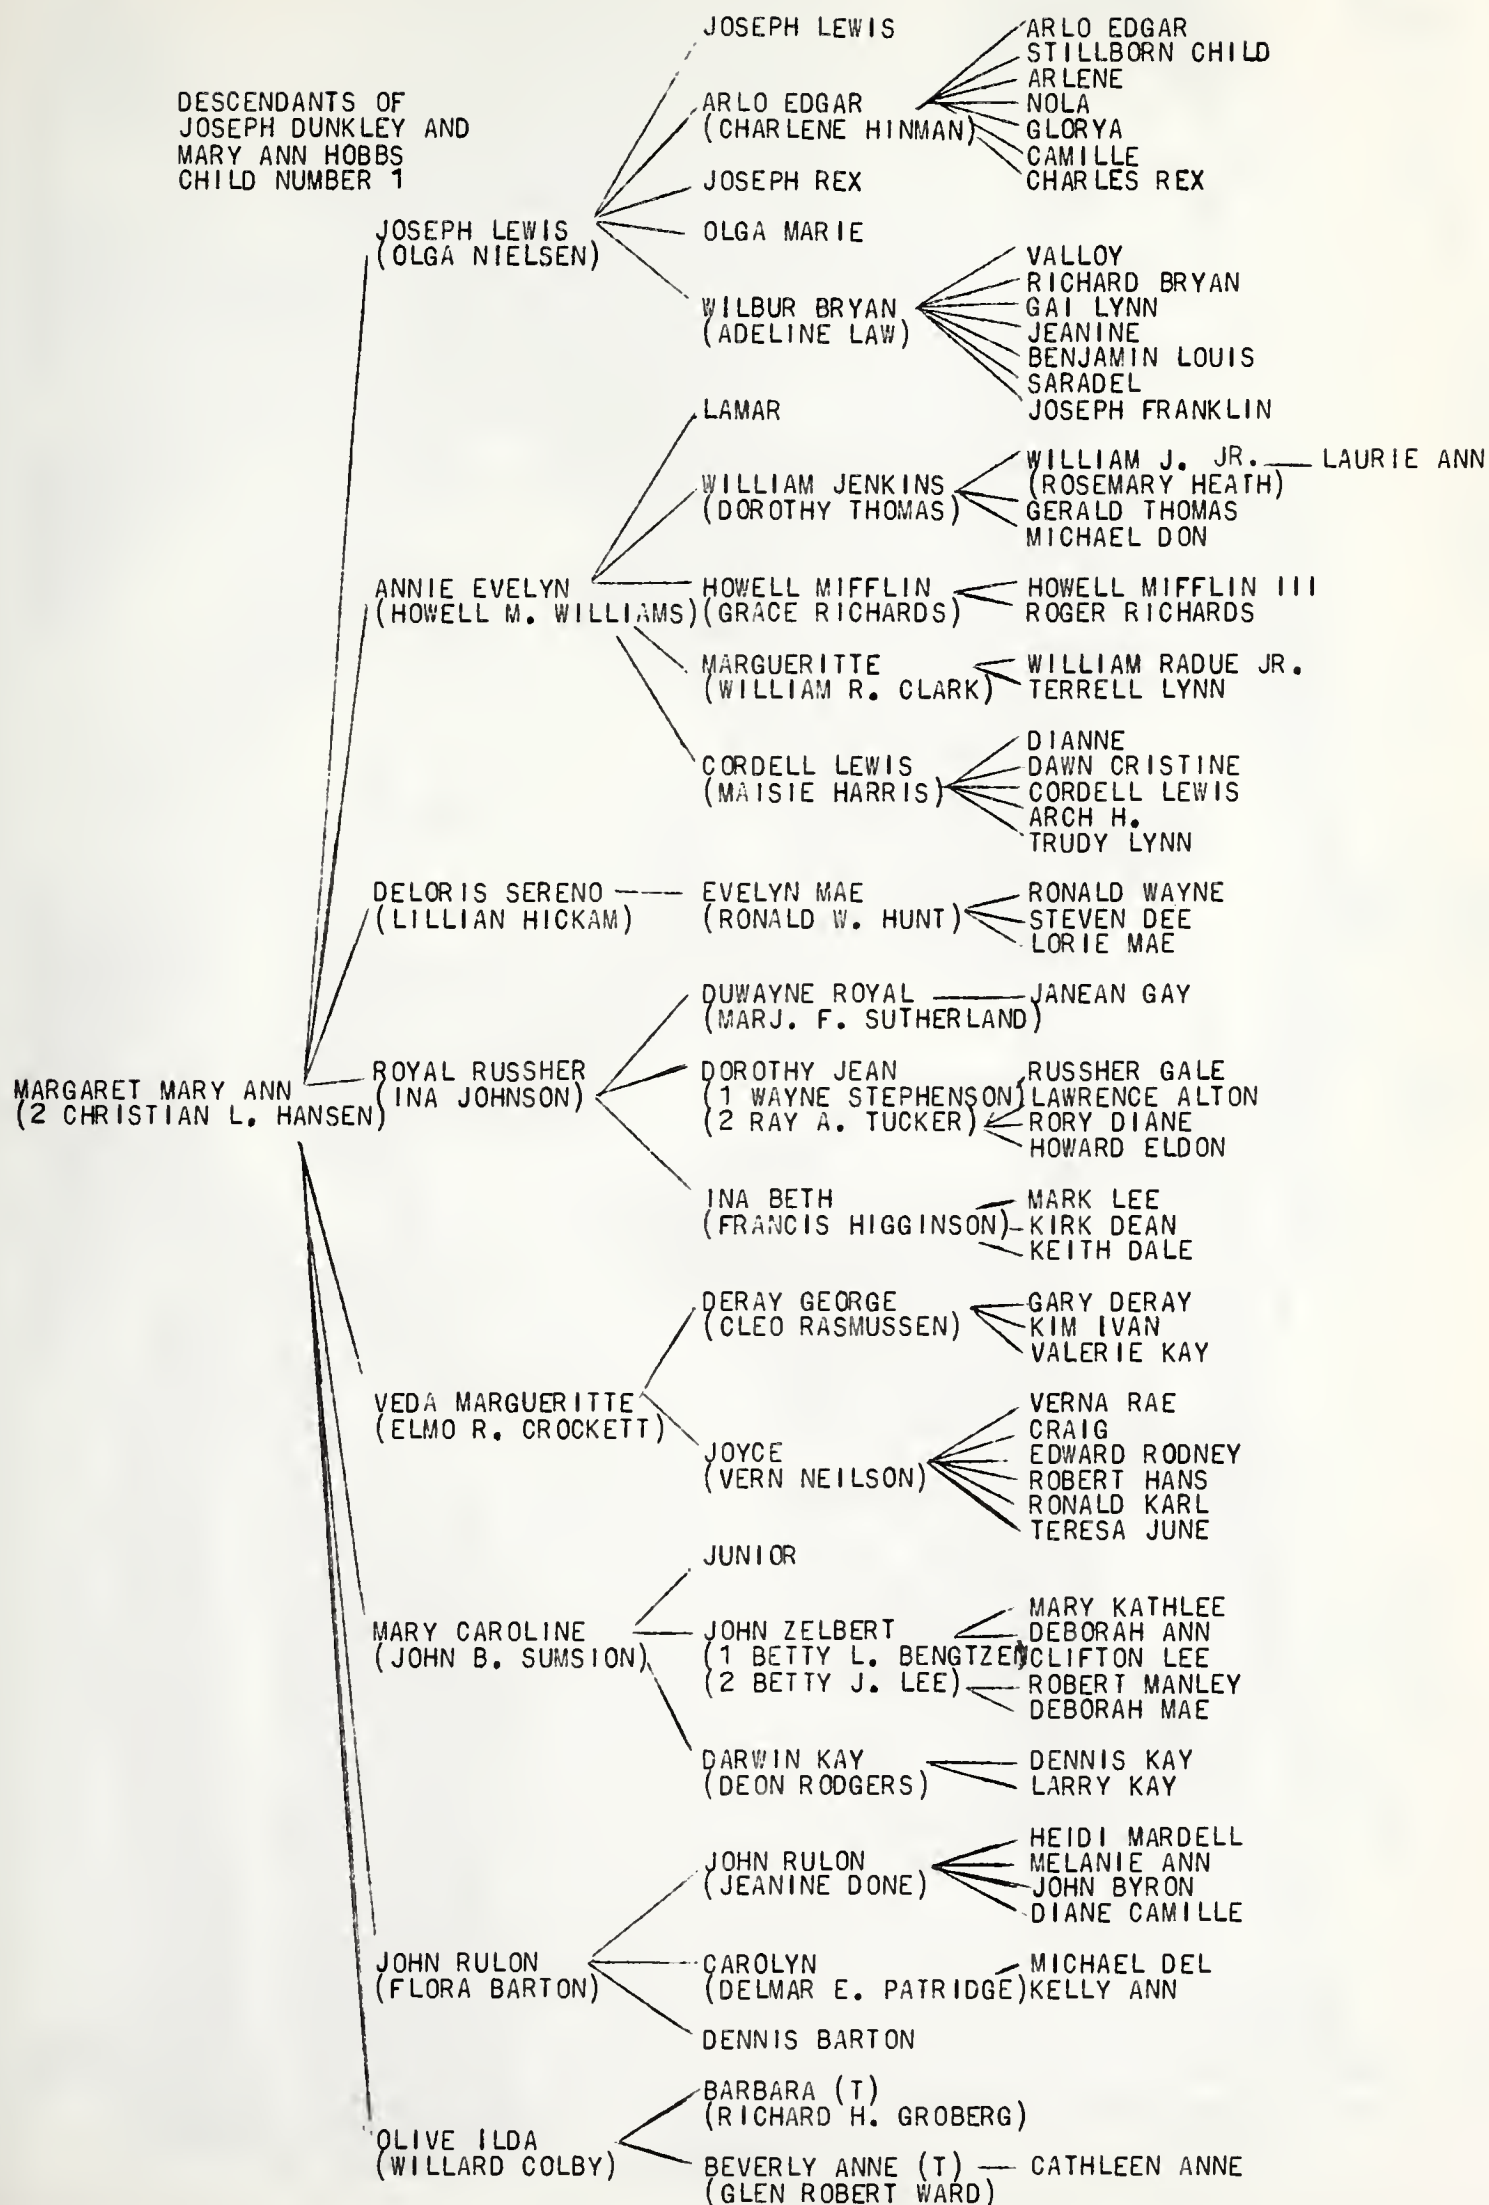 DESCENDANTS OF
JOSEPH DUNKLEY AND
MARY ANN HOBBS
CHILD NUMBER 1
MARGARET MARY ANN
(2 CHRISTIAN L. HANSEN)
JOSEPH LEWIS
(OLGA NIELSEN)
JOSEPH LEWIS
ARLO EDGAR
(CHARLENE HINMAN)
ARLO EDGAR
STILLBORN CHILD
ARLENE
NOLA
GLORYA
CAMILLE
CHARLES REX
JOSEPH REX
OLGA MARIE
WILBUR BRYAN
(ADELINE LAW)
VALLOY
RICHARD BRYAN
GAI LYNN
JEANINE
BENJAMIN LOUIS
SARADEL
JOSEPH FRANKLIN
ANNIE EVELYN
(HOWELL M. WILLIAMS)
LAMAR
WILLIAM JENKINS
(DOROTHY THOMAS)
WILLIAM J. JR.
(ROSEMARY HEATH)
LAURIE ANN
GERALD THOMAS
MICHAEL DON
HOWELL MIFFLIN
(GRACE RICHARDS)
HOWELL MIFFLIN III
ROGER RICHARDS
MARGUERITTE
(WILLIAM R. CLARK)
WILLIAM RADUE JR.
TERRELL LYNN
CORDELL LEWIS
(MAISIE HARRIS)
DIANNE
DAWN CRISTINE
CORDELL LEWIS
ARCH H.
TRUDY LYNN
DELORIS SERENO
(LILLIAN HICKAM)
EVELYN MAE
(RONALD W. HUNT)
RONALD WAYNE
STEVEN DEE
LORIE MAE
ROYAL RUSSHER
(INA JOHNSON)
DUWAYNE ROYAL
(MARJ. F. SUTHERLAND)
JANEAN GAY
DOROTHY JEAN
(1 WAYNE STEPHENSON)
(2 RAY A. TUCKER)
RUSSHER GALE
LAWRENCE ALTON
RORY DIANE
HOWARD ELDON
INA BETH
(FRANCIS HIGGINSON)
MARK LEE
KIRK DEAN
KEITH DALE
VEDA MARGUERITTE
(ELMO R. CROCKETT)
DERAY GEORGE
(CLEO RASMUSSEN)
GARY DERAY
KIM IVAN
VALERIE KAY
JOYCE
(VERN NEILSON)
VERNA RAE
CRAIG
EDWARD RODNEY
ROBERT HANS
RONALD KARL
TERESA JUNE
MARY CAROLINE
(JOHN B. SUMSION)
JUNIOR
JOHN ZELBERT
(1 BETTY L. BENGTZEN)
(2 BETTY J. LEE)
MARY KATHLEE
DEBORAH ANN
CLIFTON LEE
ROBERT MANLEY
DEBORAH MAE
DARWIN KAY
(DEON RODGERS)
DENNIS KAY
LARRY KAY
JOHN RULON
(FLORA BARTON)
JOHN RULON
(JEANINE DONE)
HEIDI MARDELL
MELANIE ANN
JOHN BYRON
DIANE CAMILLE
CAROLYN
(DELMAR E. PATRIDGE)
MICHAEL DEL
KELLY ANN
DENNIS BARTON
OLIVE ILDA
(WILLARD COLBY)
BARBARA (T)
(RICHARD H. GROBERG)
BEVERLY ANNE (T)
(GLEN ROBERT WARD)
CATHLEEN ANNE